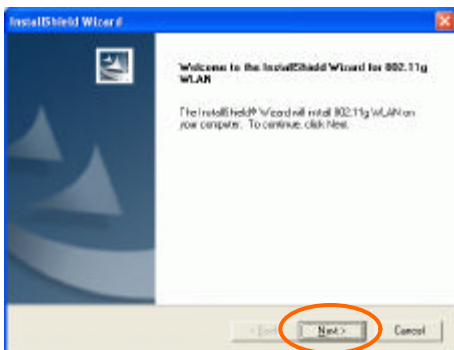 InstallShield Wizard
Welcome to the InstallShield Wizard for 802.11g
WLAN
The InstallShield® Wizard will install 802.11g WLAN on
your computer. To continue, click Next.
< Back
Next >
Cancel